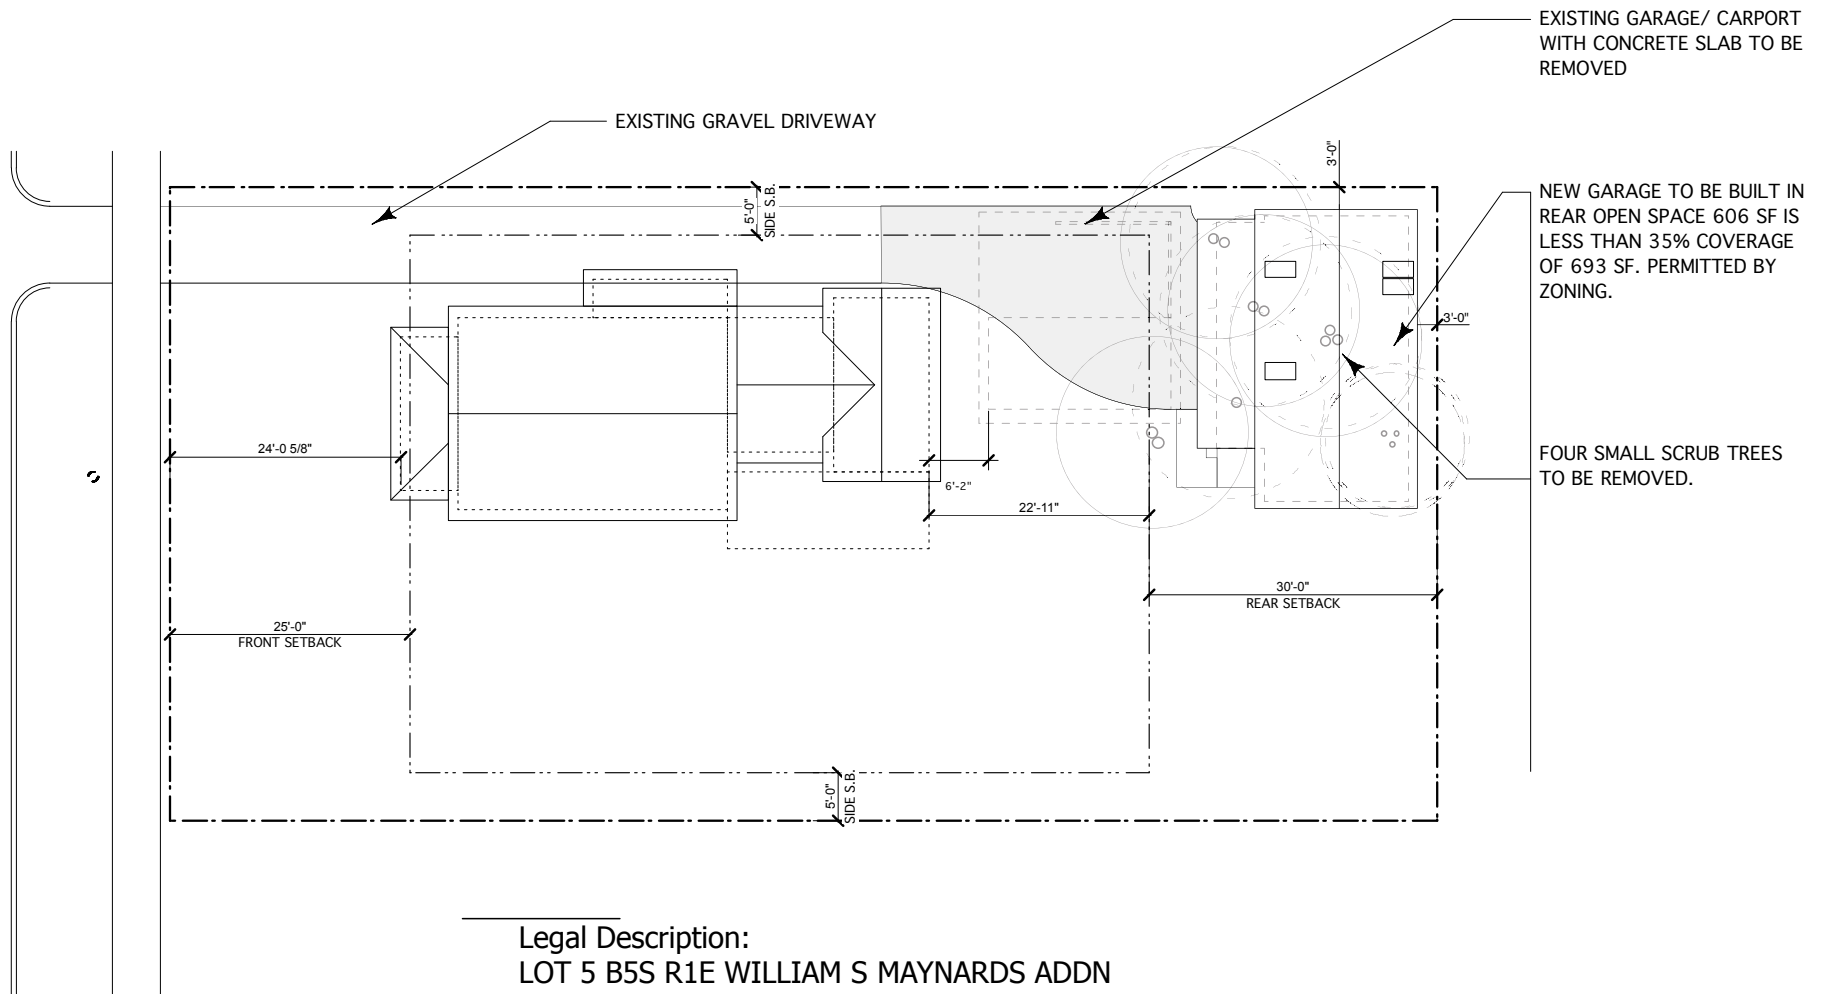 EXISTING GARAGE/ CARPORT
WITH CONCRETE SLAB TO BE
REMOVED
EXISTING GRAVEL DRIVEWAY
3'-0"
5'-0"
SIDE S.B.
NEW GARAGE TO BE BUILT IN
REAR OPEN SPACE 606 SF IS
LESS THAN 35% COVERAGE
OF 693 SF. PERMITTED BY
ZONING.
3'-0"
24'-0 5/8"
FOUR SMALL SCRUB TREES
TO BE REMOVED.
6'-2"
22'-11"
30'-0"
REAR SETBACK
25'-0"
FRONT SETBACK
5'-0"
SIDE S.B.
Legal Description:
LOT 5 B5S R1E WILLIAM S MAYNARDS ADDN